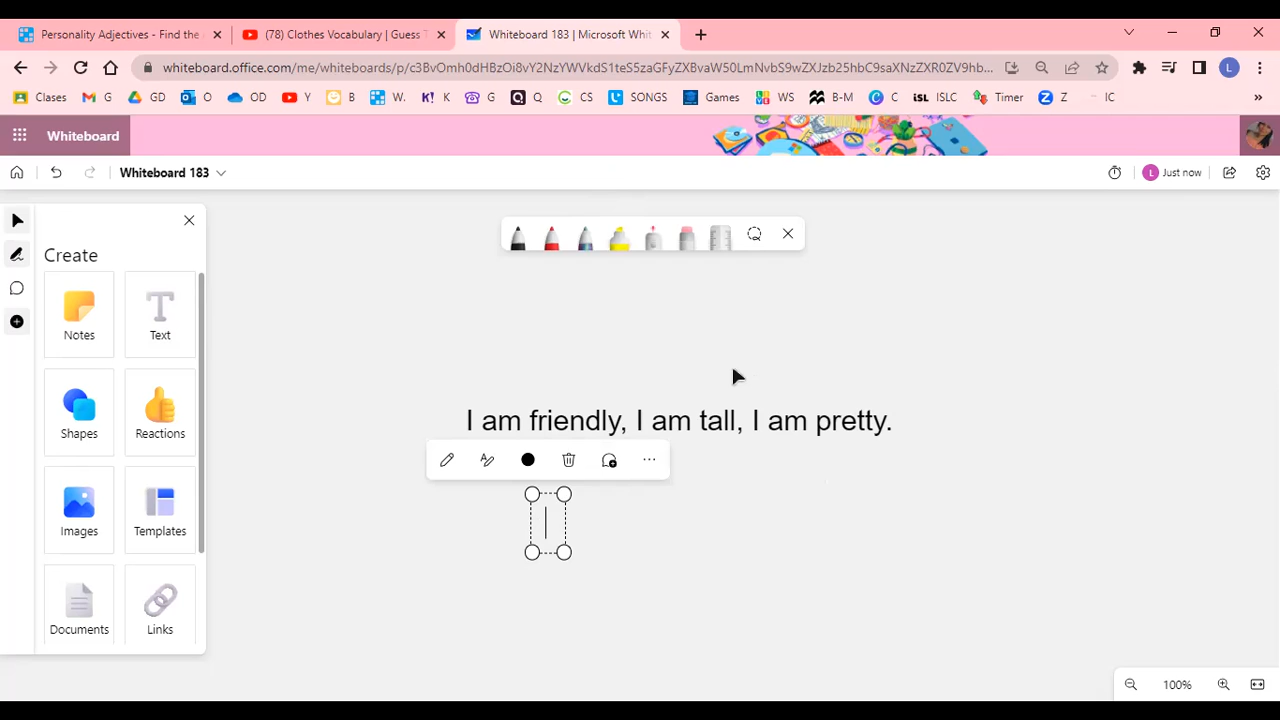 Personality Adjectives - Find the
(78) Clothes Vocabulary | Guess T
Whiteboard 183 | Microsoft Whit
whiteboard.office.com/me/whiteboards/p/c3BvOmh0dHBzOi8vY2NzYWVkdS1teS5zaGFyZXBvaW50LmNvbS9wZXJzb25hbC9saXNzZXR0ZV9hb...
Clases G GD O OD Y B W. K! K G Q CS SONGS Games WS B-M C iSL ISLC Timer Z IC »
L
Whiteboard
Whiteboard 183
L Just now
Create
Notes Text
Shapes Reactions
Images Templates
Documents Links
I am friendly, I am tall, I am pretty.
100%